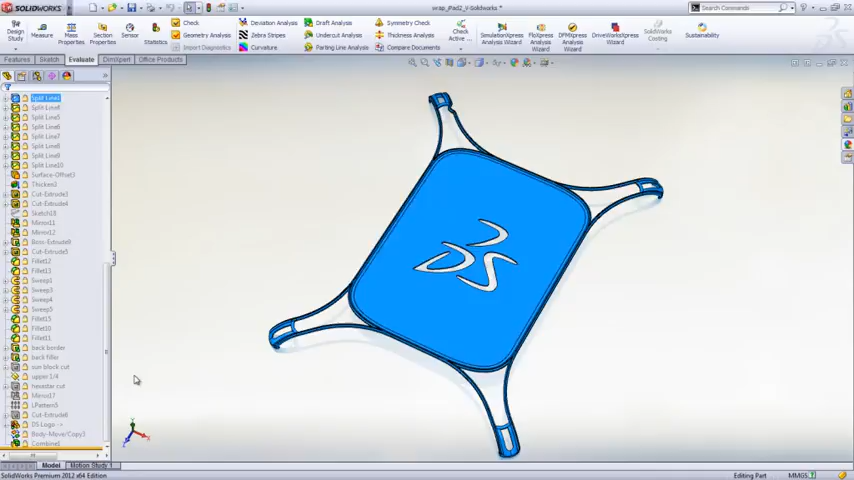 SOLIDWORKS
wrap_iPad2_V-Solidworks *
Search Commands
Design Study
Measure
Mass Properties
Section Properties
Sensor
Statistics
Check
Geometry Analysis
Import Diagnostics
Deviation Analysis
Zebra Stripes
Curvature
Draft Analysis
Undercut Analysis
Parting Line Analysis
Symmetry Check
Thickness Analysis
Compare Documents
Check Active ...
SimulationXpress Analysis Wizard
FloXpress Analysis Wizard
DFMXpress Analysis Wizard
DriveWorksXpress Wizard
SolidWorks Costing
Sustainability
Features
Sketch
Evaluate
DimXpert
Office Products
Split Line4
Split Line5
Split Line6
Split Line7
Split Line8
Split Line9
Split Line10
Surface-Offset3
Thicken2
Cut-Extrude3
Cut-Extrude4
Sketch18
Mirror11
Mirror12
Boss-Extrude8
Cut-Extrude5
Fillet12
Fillet13
Sweep1
Sweep3
Sweep4
Sweep5
Fillet15
Fillet10
Fillet11
back border
back filler
sun block cut
upper 1/4
hexastar cut
Mirror17
LPattern5
Cut-Extrude8
DS Logo ->
Body-Move/Copy3
Combine1
Model
Motion Study 1
SolidWorks Premium 2012 x64 Edition
Editing Part
MMGS